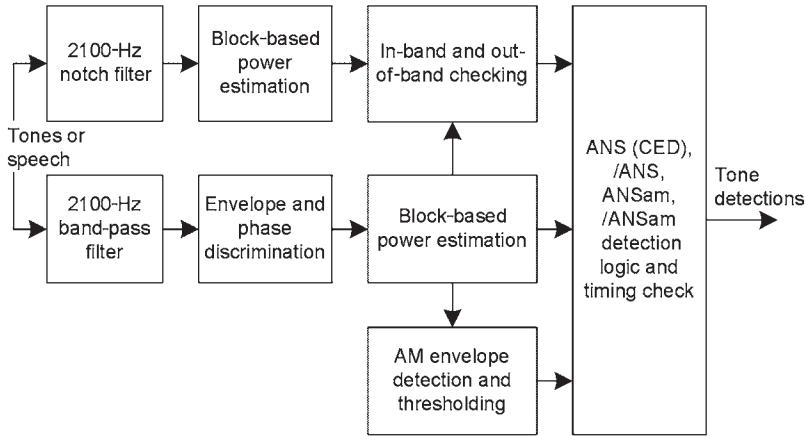 2100-Hz
notch filter
Block-based
power
estimation
In-band and out-
of-band checking
Tones or
speech
2100-Hz
band-pass
filter
Envelope and
phase
discrimination
Block-based
power estimation
AM envelope
detection and
thresholding
ANS (CED),
/ANS,
ANSam,
/ANSam
detection
logic and
timing check
Tone
detections